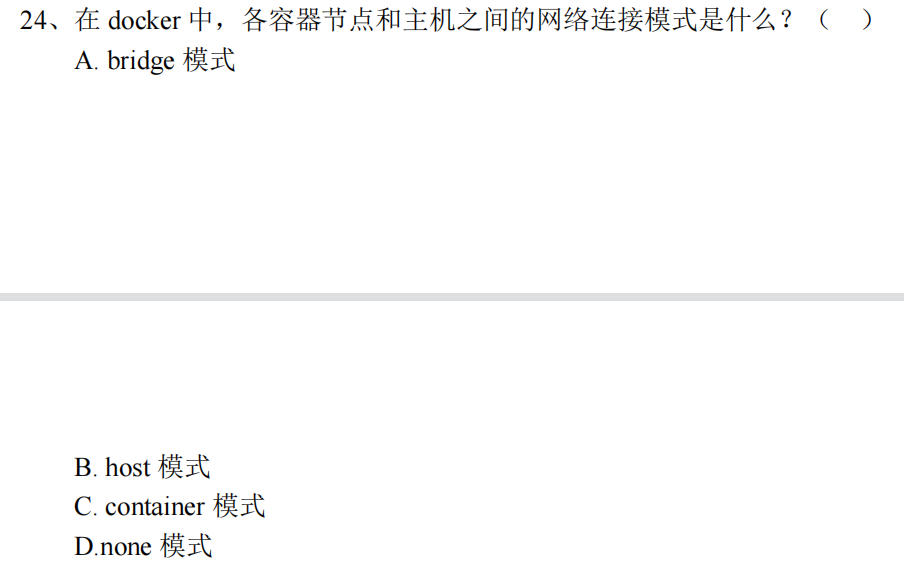 24、在 docker 中，各容器节点和主机之间的网络连接模式是什么？（ ）
A. bridge 模式
B. host 模式
C. container 模式
D.none 模式